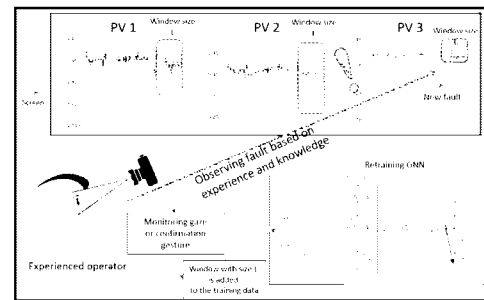 PV 1
PV 2
PV 3
Window size
Window size
Window size
Screen
New fault
Observing fault based on
experience and knowledge
Retraining GNN
Monitoring gaze
or confirmation
gesture
Experienced operator
Window with size
is added
to the training data